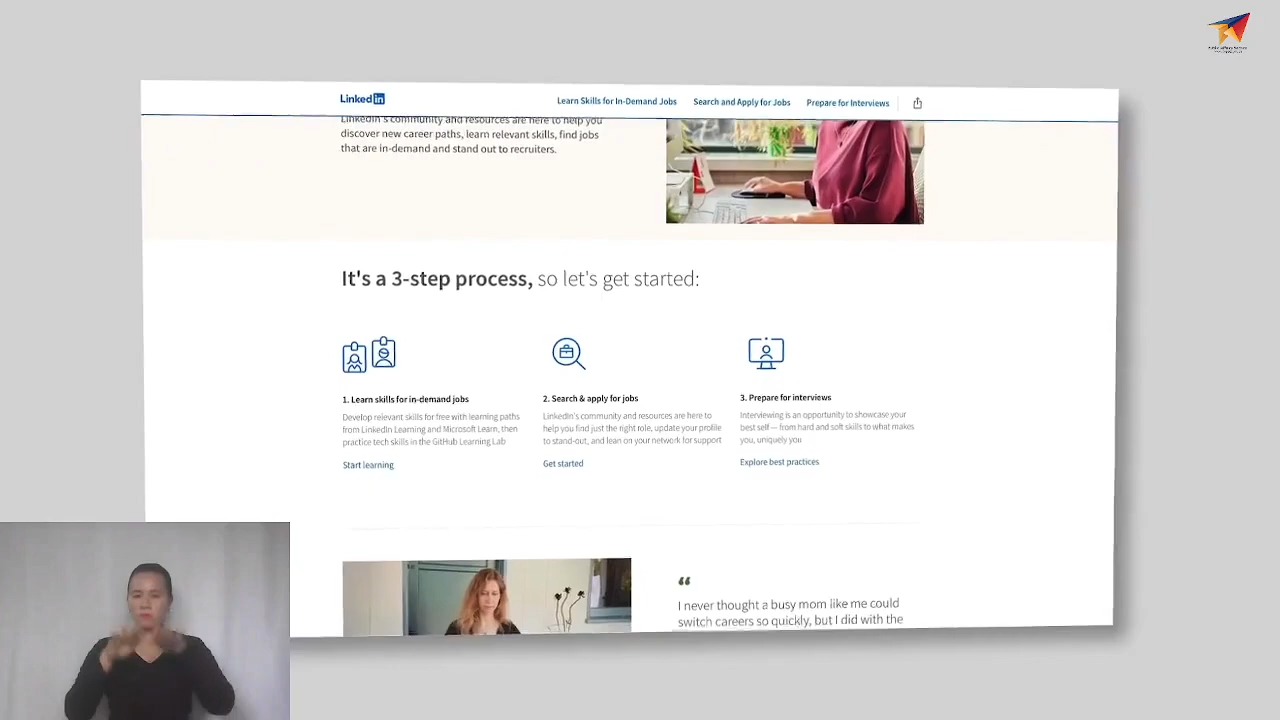 Linked in
Learn Skills for In-Demand Jobs
Search and Apply for Jobs
Prepare for Interviews
LinkedIn's community and resources are here to help you
discover new career paths, learn relevant skills, find jobs
that are in-demand and stand out to recruiters.
It's a 3-step process, so let's get started:
1. Learn skills for in-demand jobs
Develop relevant skills for free with learning paths
from LinkedIn Learning and Microsoft Learn, then
practice tech skills in the GitHub Learning Lab
Start learning
2. Search & apply for jobs
LinkedIn's community and resources are here to
help you find just the right role, update your profile
to stand-out, and lean on your network for support
Get started
3. Prepare for interviews
Interviewing is an opportunity to showcase your
best self — from hard and soft skills to what makes
you, uniquely you
Explore best practices
“
I never thought a busy mom like me could
switch careers so quickly, but I did with the